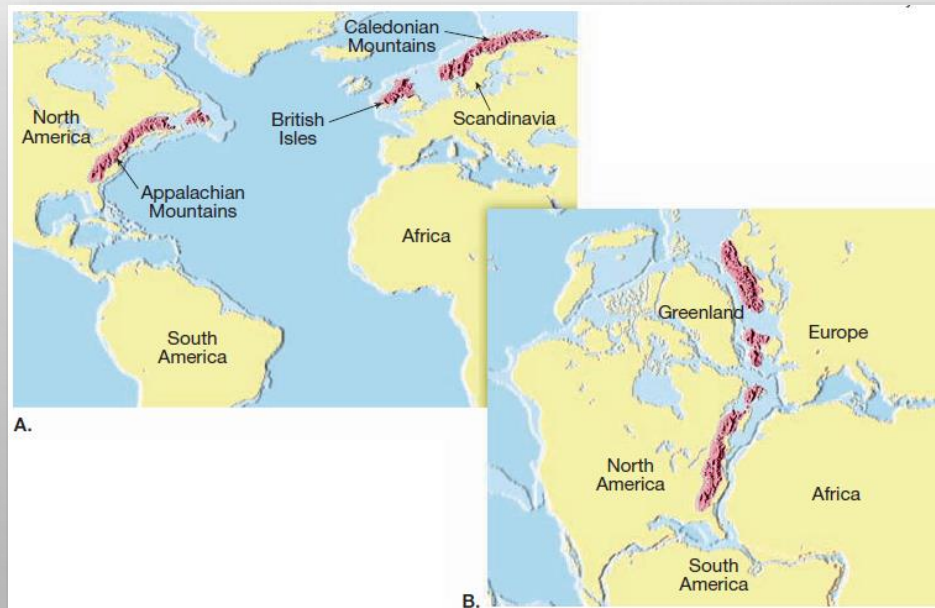 Caledonian
Mountains
North
America
British
Isles
Scandinavia
Appalachian
Mountains
Africa
South
America
A.
Greenland
Europe
North
America
Africa
South
America
B.